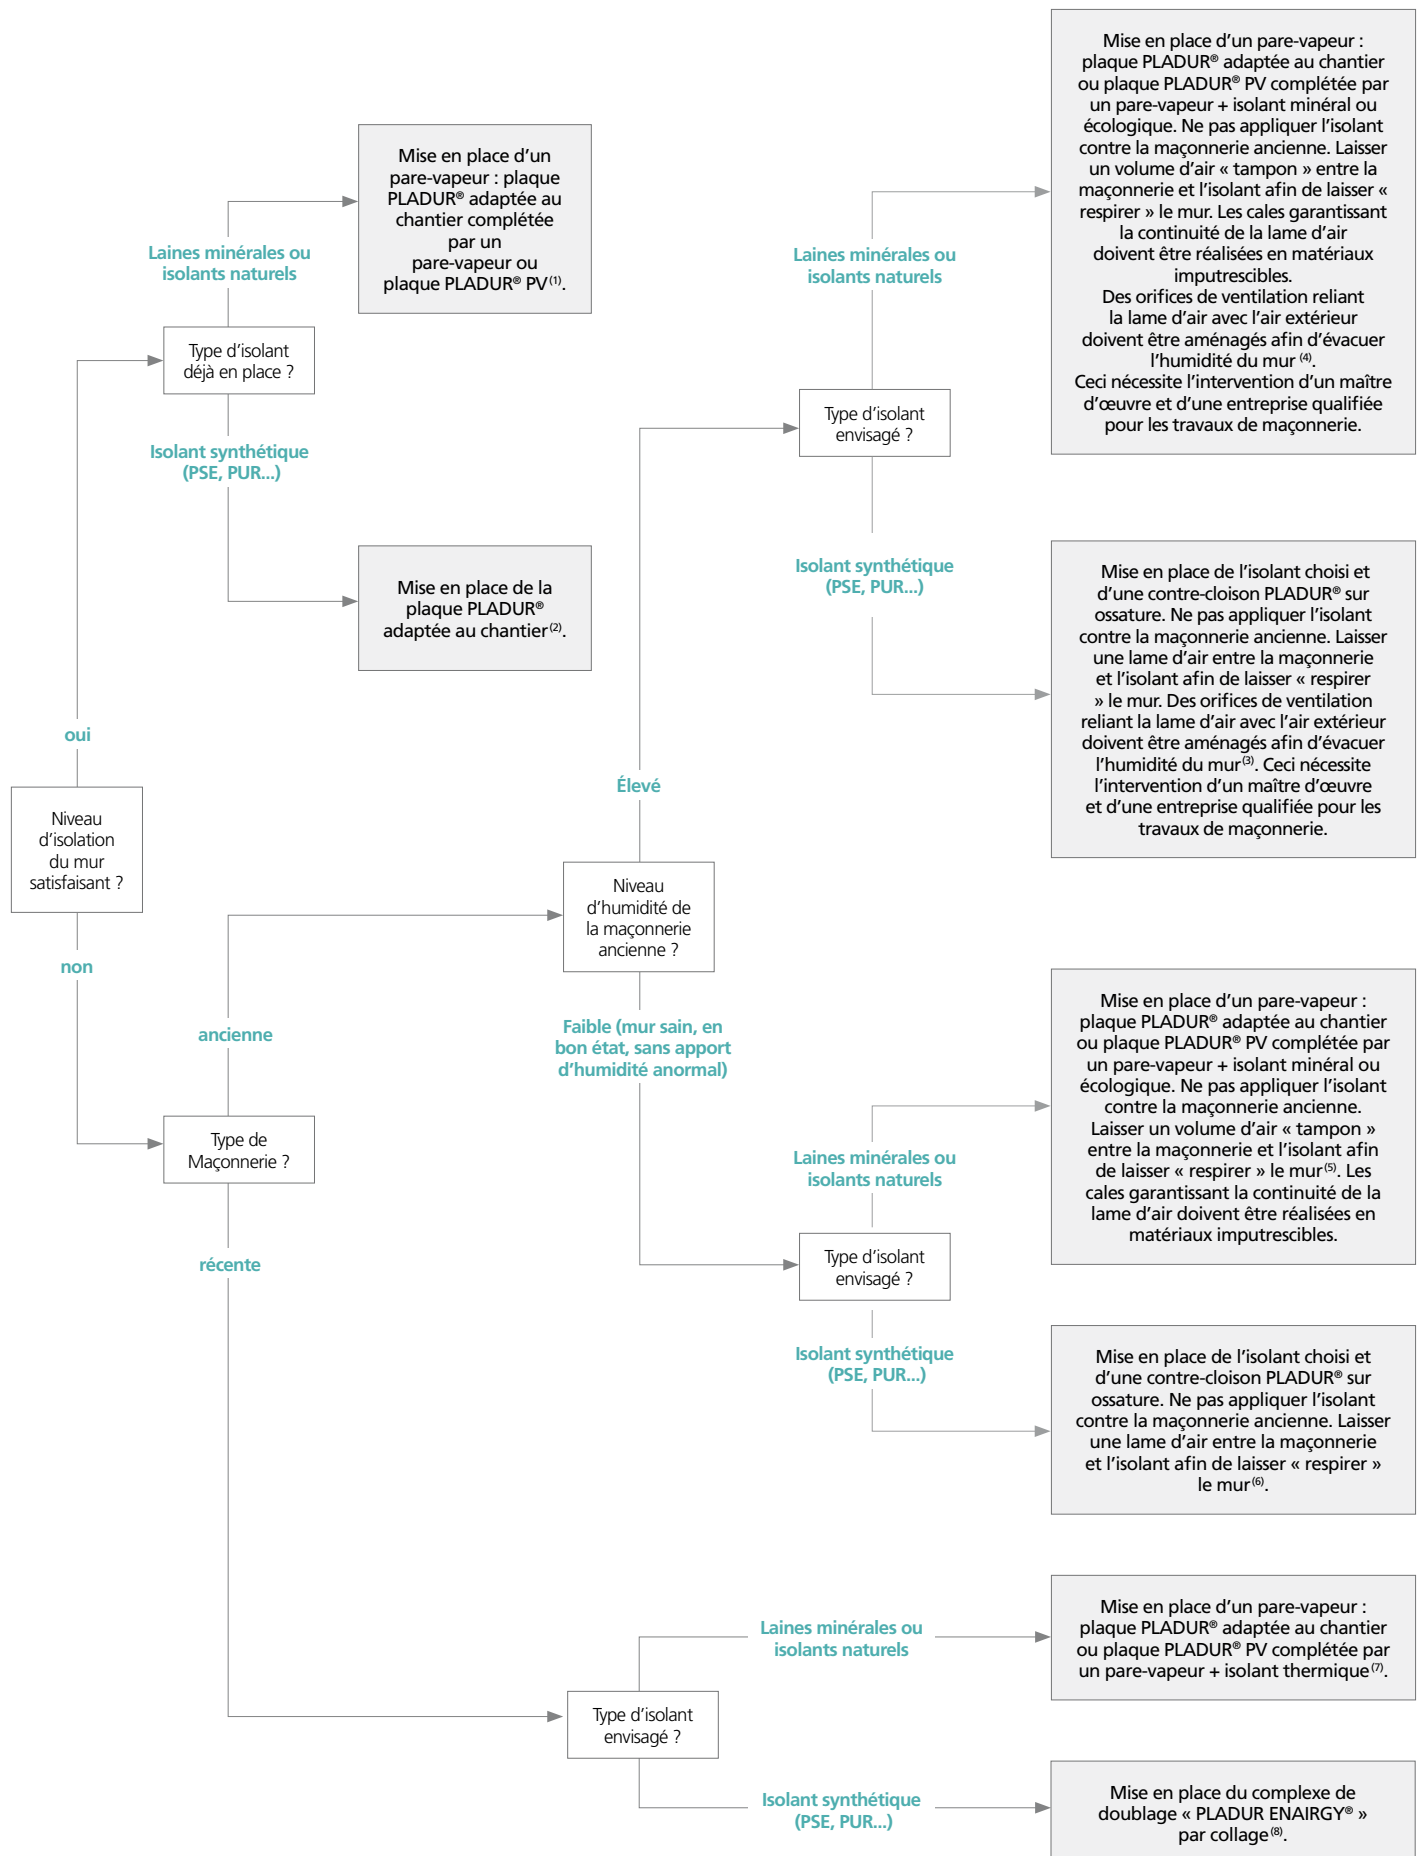 Mise en place d’un pare-vapeur :
plaque PLADUR® adaptée au chantier
ou plaque PLADUR® PV complétée par
un pare-vapeur + isolant minéral ou
écologique. Ne pas appliquer l’isolant
contre la maçonnerie ancienne. Laisser
un volume d’air « tampon » entre la
maçonnerie et l’isolant afin de laisser «
respirer » le mur. Les cales garantissant
la continuité de la lame d’air
doivent être réalisées en matériaux
imputrescibles.
Des orifices de ventilation reliant
la lame d’air avec l’air extérieur
doivent être aménagés afin d’évacuer
l’humidité du mur (4).
Ceci nécessite l’intervention d’un maître
d’œuvre et d’une entreprise qualifiée
pour les travaux de maçonnerie.
Mise en place d’un
pare-vapeur : plaque
PLADUR® adaptée au
chantier complétée
par un
pare-vapeur ou
plaque PLADUR® PV(1).
Laines minérales ou
isolants naturels
Laines minérales ou
isolants naturels
Type d’isolant
déjà en place ?
Type d’isolant
envisagé ?
Isolant synthétique
(PSE, PUR...)
Isolant synthétique
(PSE, PUR...)
Mise en place de la
plaque PLADUR®
adaptée au chantier(2).
Mise en place de l’isolant choisi et
d’une contre-cloison PLADUR® sur
ossature. Ne pas appliquer l’isolant
contre la maçonnerie ancienne. Laisser
une lame d’air entre la maçonnerie
et l’isolant afin de laisser « respirer
» le mur. Des orifices de ventilation
reliant la lame d’air avec l’air extérieur
doivent être aménagés afin d’évacuer
l’humidité du mur(3). Ceci nécessite
l’intervention d’un maître d’œuvre
et d’une entreprise qualifiée pour les
travaux de maçonnerie.
oui
Élevé
Niveau
d’isolation
du mur
satisfaisant ?
Niveau
d’humidité de
la maçonnerie
ancienne ?
non
ancienne
Faible (mur sain, en
bon état, sans apport
d’humidité anormal)
Mise en place d’un pare-vapeur :
plaque PLADUR® adaptée au chantier
ou plaque PLADUR® PV complétée par
un pare-vapeur + isolant minéral ou
écologique. Ne pas appliquer l’isolant
contre la maçonnerie ancienne.
Laisser un volume d’air « tampon »
entre la maçonnerie et l’isolant afin
de laisser « respirer » le mur(5). Les
cales garantissant la continuité de la
lame d’air doivent être réalisées en
matériaux imputrescibles.
Type de
Maçonnerie ?
Laines minérales ou
isolants naturels
récente
Type d’isolant
envisagé ?
Isolant synthétique
(PSE, PUR...)
Mise en place de l’isolant choisi et
d’une contre-cloison PLADUR® sur
ossature. Ne pas appliquer l’isolant
contre la maçonnerie ancienne. Laisser
une lame d’air entre la maçonnerie
et l’isolant afin de laisser « respirer »
le mur(6).
Laines minérales ou
isolants naturels
Mise en place d’un pare-vapeur :
plaque PLADUR® adaptée au chantier
ou plaque PLADUR® PV complétée par
un pare-vapeur + isolant thermique(7).
Type d’isolant
envisagé ?
Isolant synthétique
(PSE, PUR...)
Mise en place du complexe de
doublage « PLADUR ENAIRGY® »
par collage(8).